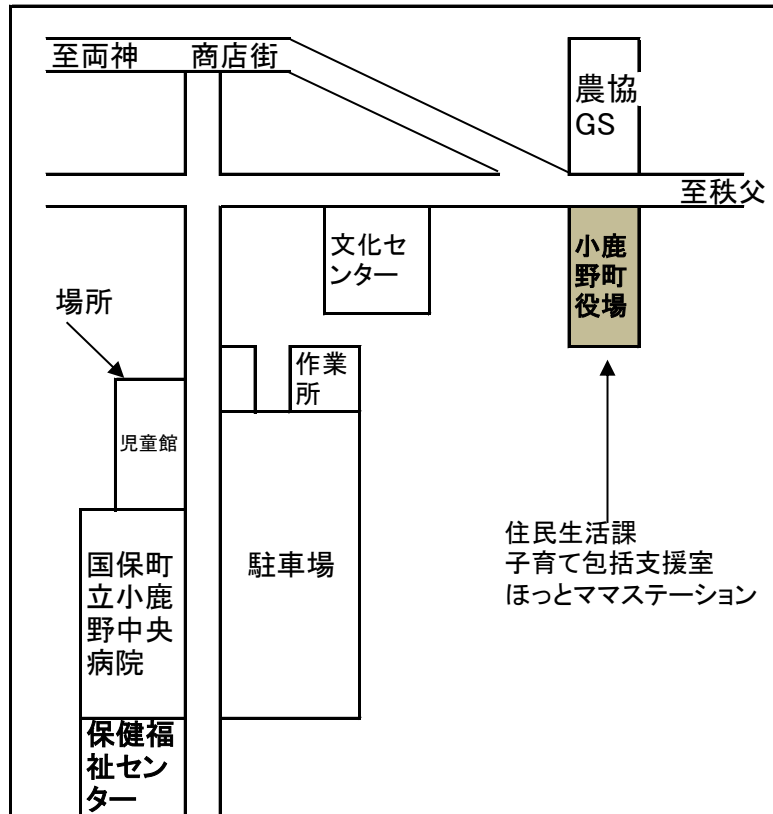 至両神
商店街
農協
GS
至秩父
文化セ
ンター
小鹿
野町
役場
場所
作業
所
児童館
国保町
立小鹿
野中央
病院
駐車場
住民生活課
子育て包括支援室
ほっとママステーション
保健福
祉セン
ター